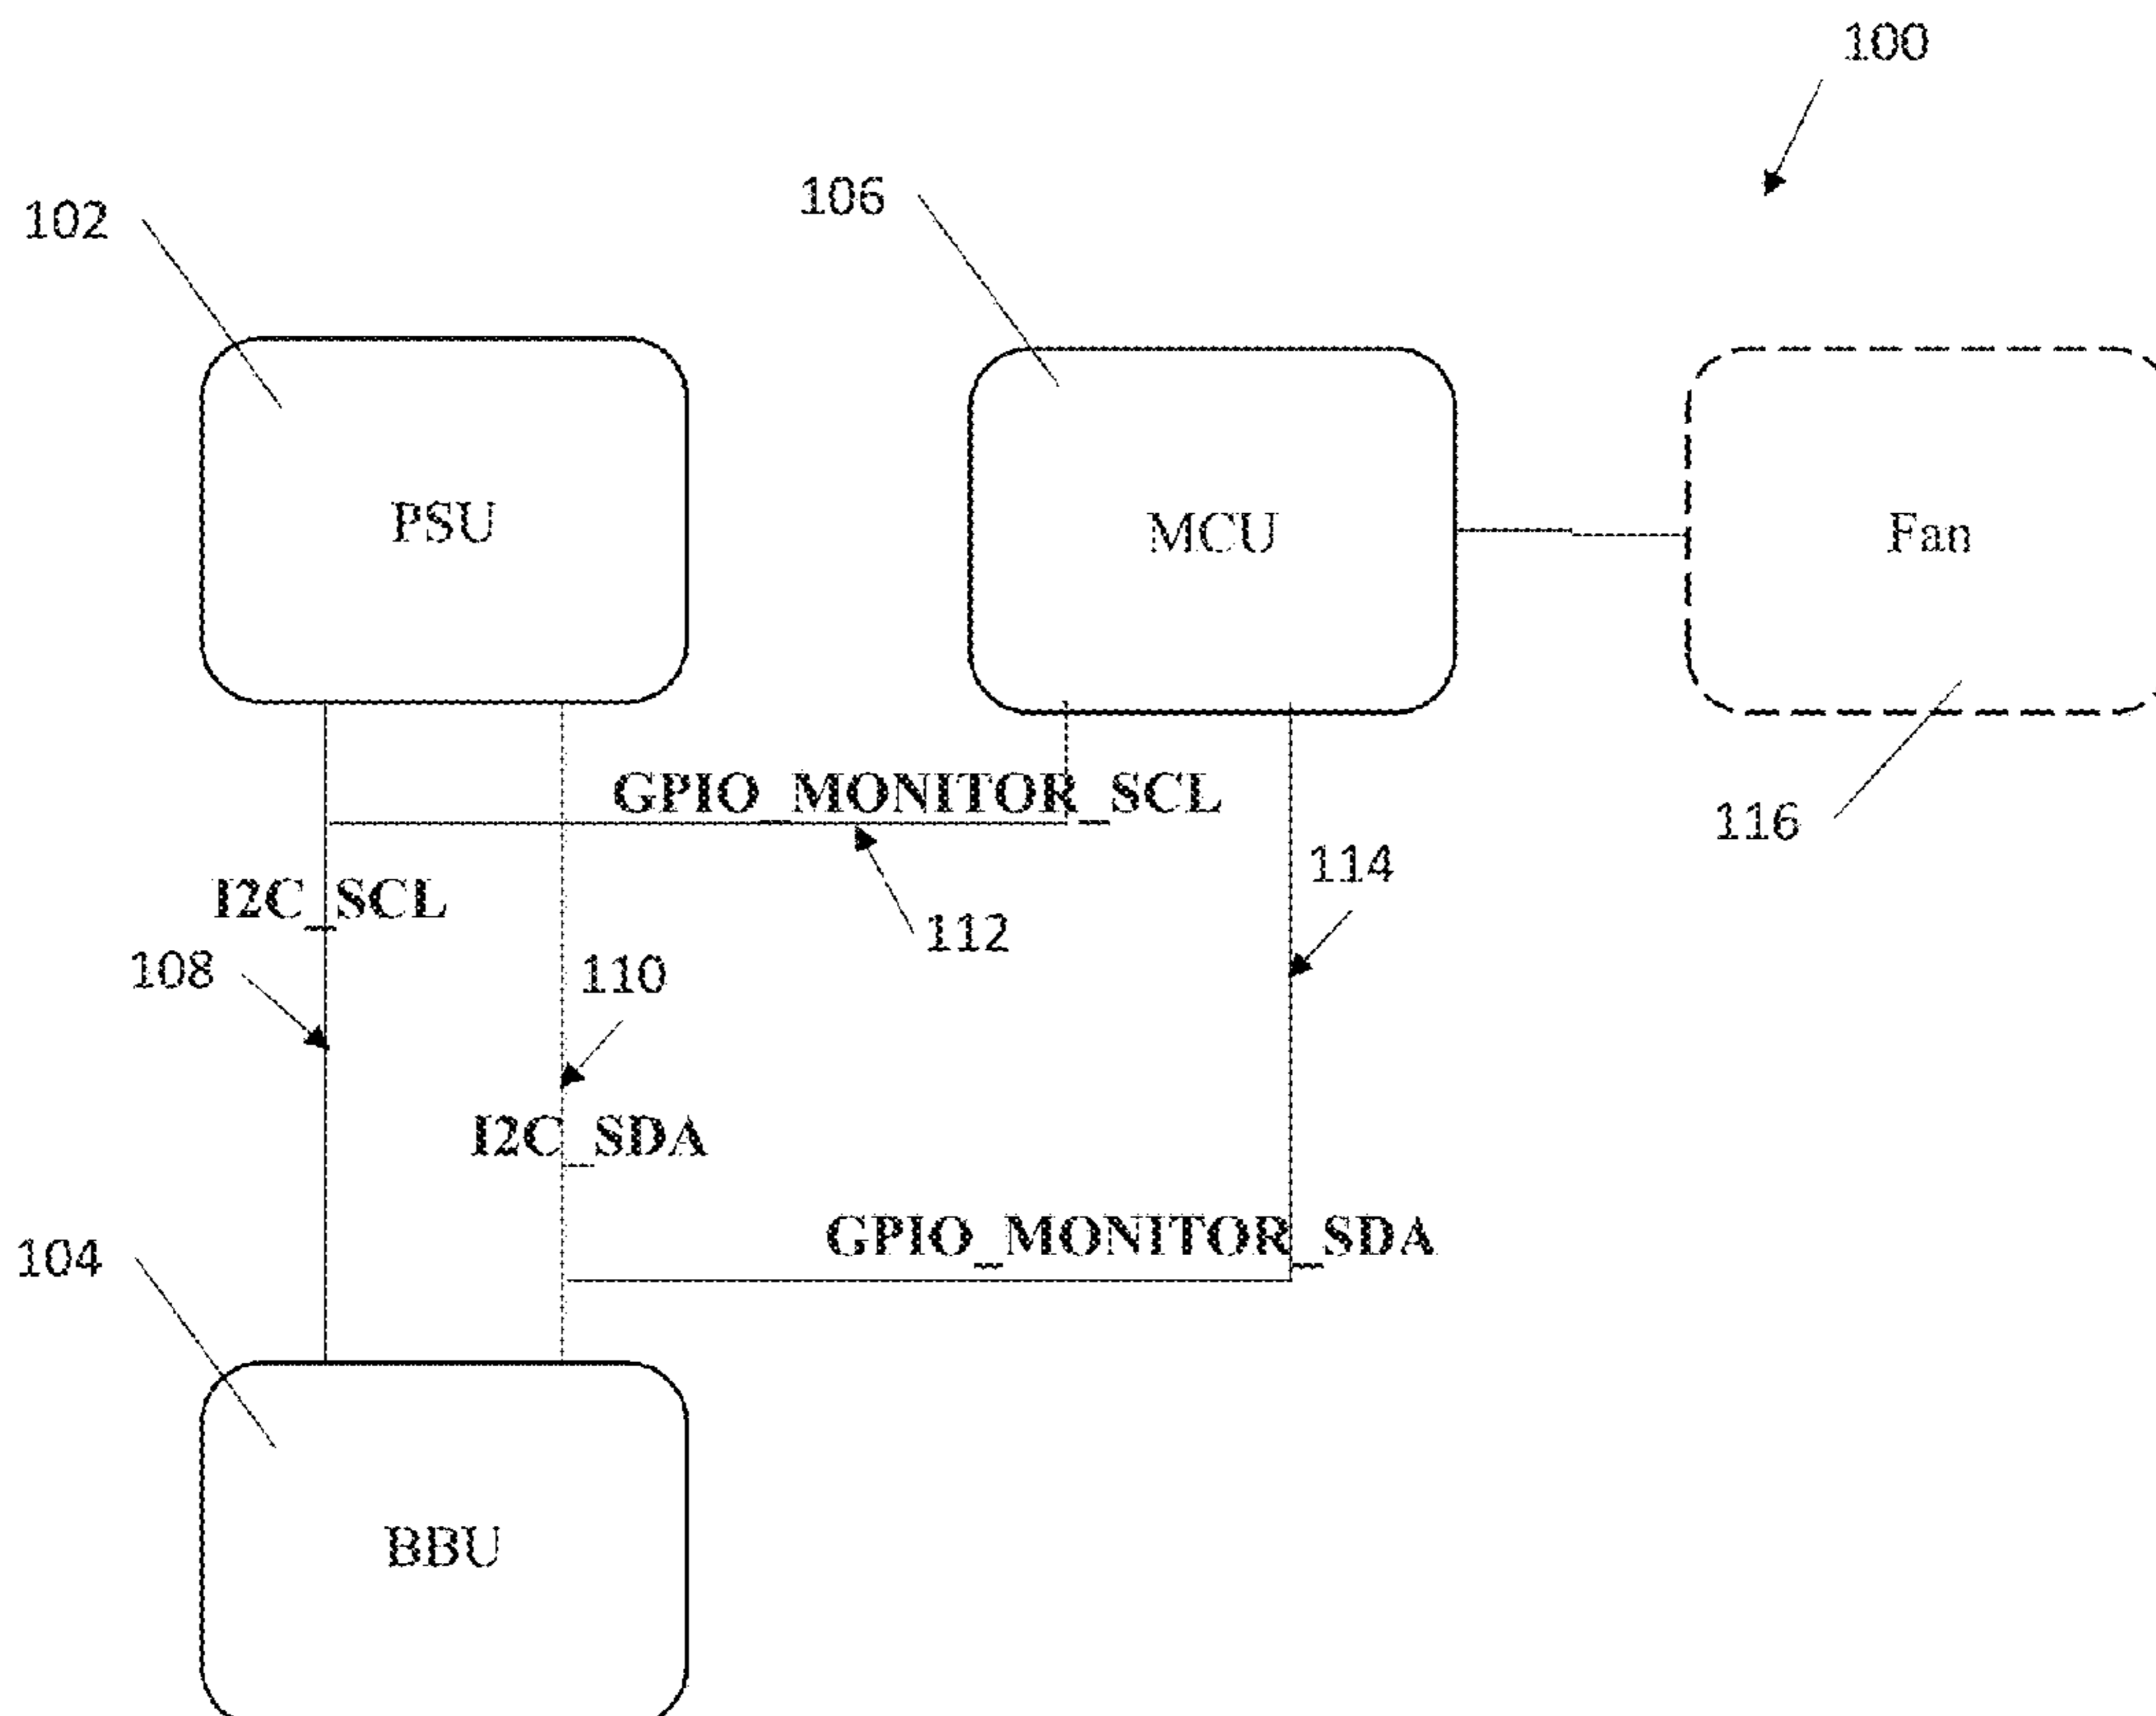 100
106
102
PSU
MCU
Fan
GPIO_MONITOR_SCL
116
114
I2C_SCL
112
108
110
I2C_SDA
GPIO_MONITOR_SDA
104
BBU